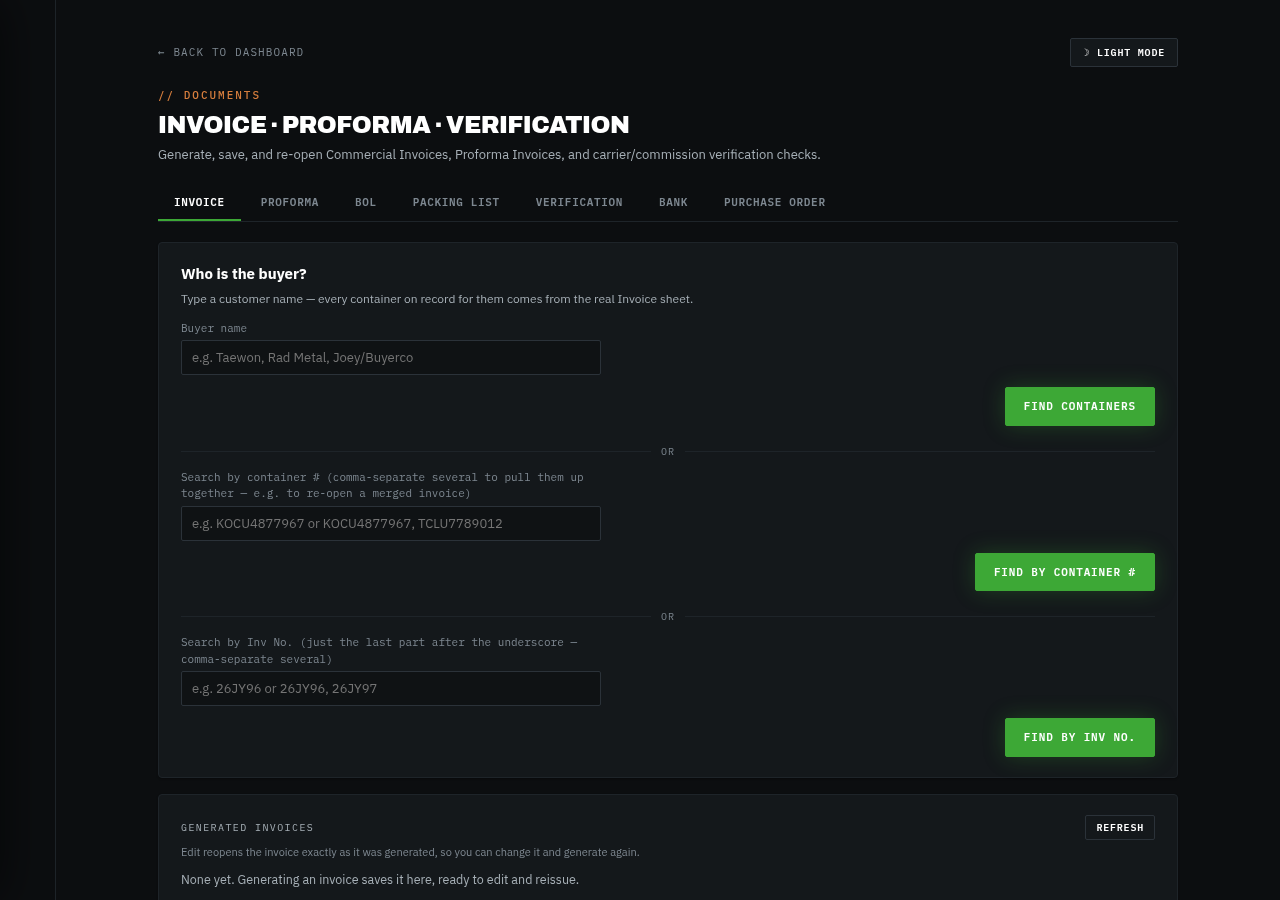 ← BACK TO DASHBOARD
☽ LIGHT MODE
// DOCUMENTS
INVOICE · PROFORMA · VERIFICATION
Generate, save, and re-open Commercial Invoices, Proforma Invoices, and carrier/commission verification checks.
INVOICE PROFORMA BOL PACKING LIST VERIFICATION BANK PURCHASE ORDER
Who is the buyer?
Type a customer name — every container on record for them comes from the real Invoice sheet.
Buyer name
e.g. Taewon, Rad Metal, Joey/Buyerco
FIND CONTAINERS
OR
Search by container # (comma-separate several to pull them up
together — e.g. to re-open a merged invoice)
e.g. KOCU4877967 or KOCU4877967, TCLU7789012
FIND BY CONTAINER #
OR
Search by Inv No. (just the last part after the underscore —
comma-separate several)
e.g. 26JY96 or 26JY96, 26JY97
FIND BY INV NO.
GENERATED INVOICES
REFRESH
Edit reopens the invoice exactly as it was generated, so you can change it and generate again.
None yet. Generating an invoice saves it here, ready to edit and reissue.